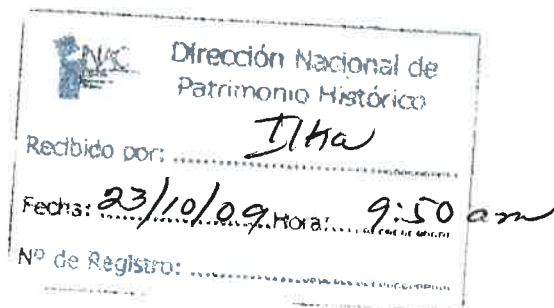 INAC
Dirección Nacional de
Patrimonio Histórico
Recibido por: Ilka
Fecha: 23/10/09 Hora: 9:50 am
Nº de Registro: